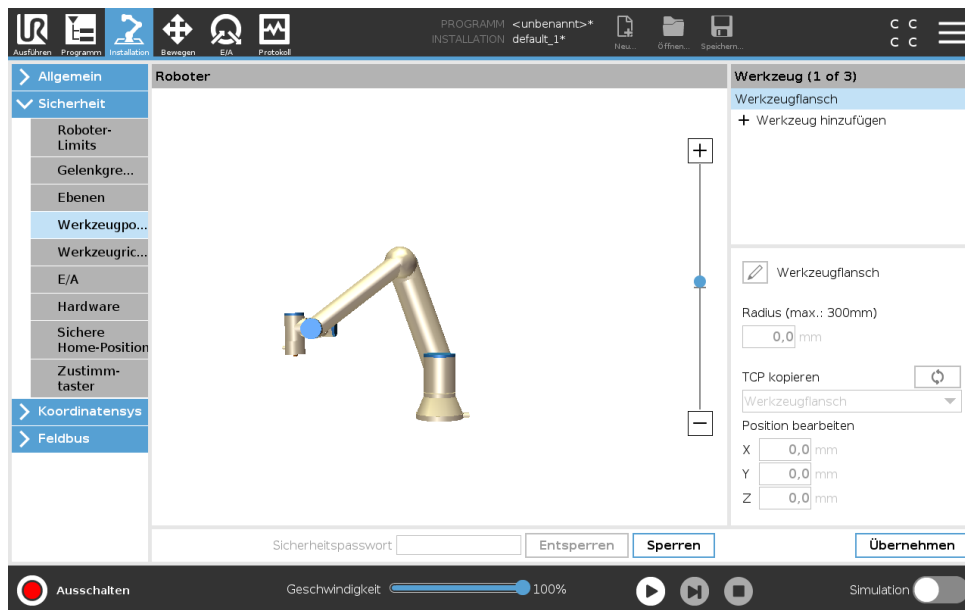 PROGRAMM <unbenannt>*
INSTALLATION default_1*
Ausführen Programm Installation Bewegen E/A Protokoll Neu... Öffnen... Speichern...
C C
C C
Allgemein
Sicherheit
Roboter-
Limits
Gelenkgre...
Ebenen
Werkzeugpo...
Werkzeugric...
E/A
Hardware
Sichere
Home-Position
Zustimm-
taster
Koordinatensys
Feldbus
Roboter
Werkzeug (1 of 3)
Werkzeugflansch
+ Werkzeug hinzufügen
Werkzeugflansch
Radius (max.: 300mm)
0,0 mm
TCP kopieren
Werkzeugflansch
Position bearbeiten
X 0,0 mm
Y 0,0 mm
Z 0,0 mm
Sicherheitspasswort Entsperren Sperren Übernehmen
Ausschalten Geschwindigkeit 100% Simulation